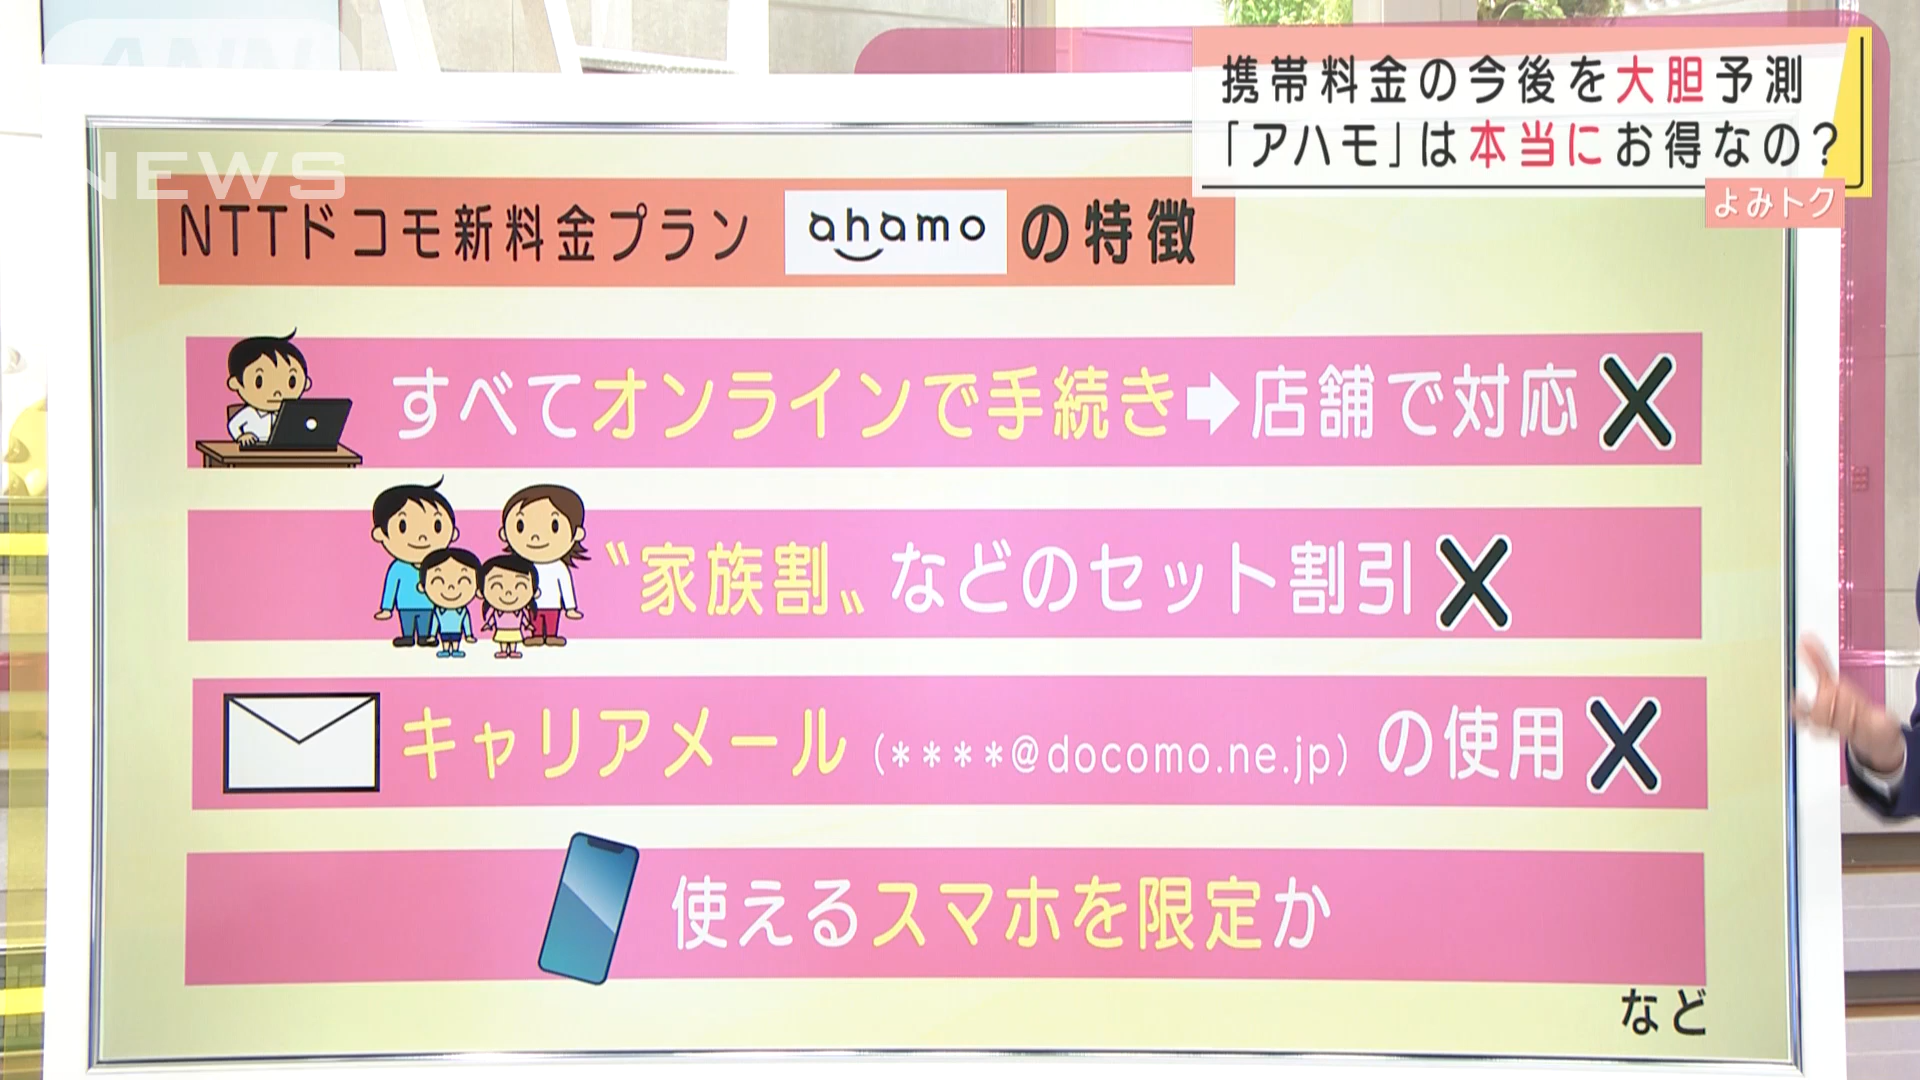 ANN
NEWS
携帯料金の今後を大胆予測
「アハモ」は本当にお得なの?
よみトク
NTTドコモ新料金プラン ahamo の特徴
すべてオンラインで手続き➡店舗で対応✕
〝家族割〟などのセット割引✕
キャリアメール(****@docomo.ne.jp)の使用✕
使えるスマホを限定か
など